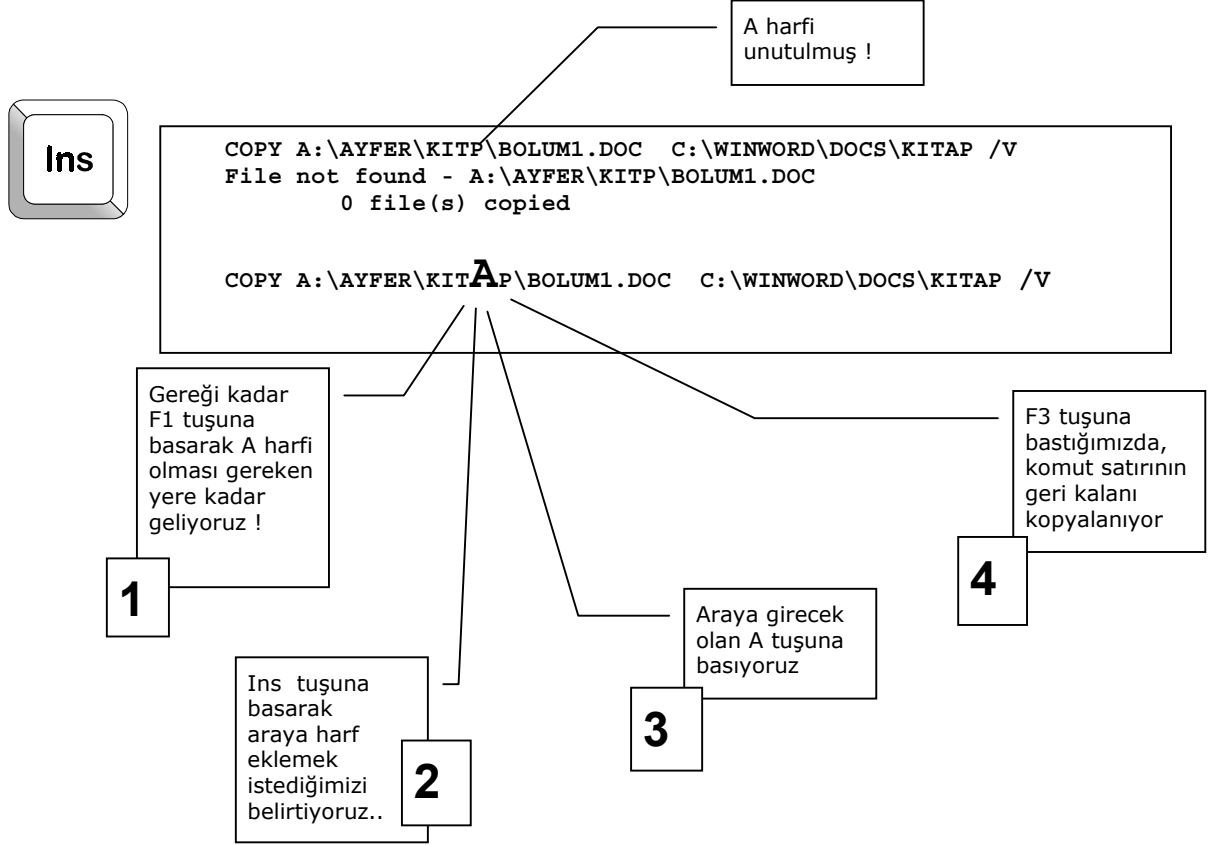 A harfi
unutulmuş !
Ins
COPY A:\AYFER\KITP\BOLUM1.DOC  C:\WINWORD\DOCS\KITAP /V
File not found - A:\AYFER\KITP\BOLUM1.DOC
0 file(s) copied
COPY A:\AYFER\KITAP\BOLUM1.DOC  C:\WINWORD\DOCS\KITAP /V
Gereği kadar
F1 tuşuna
basarak A harfi
olması gereken
yere kadar
geliyoruz !
1
Ins  tuşuna
basarak
araya harf
eklemek
istediğimizi
belirtiyoruz..
2
Araya girecek
olan A tuşuna
basıyoruz
3
F3 tuşuna
bastığımızda,
komut satırının
geri kalanı
kopyalanıyor
4